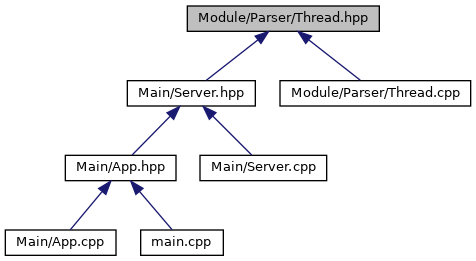 Module/Parser/Thread.hpp
Main/Server.hpp
Module/Parser/Thread.cpp
Main/App.hpp
Main/Server.cpp
Main/App.cpp
main.cpp